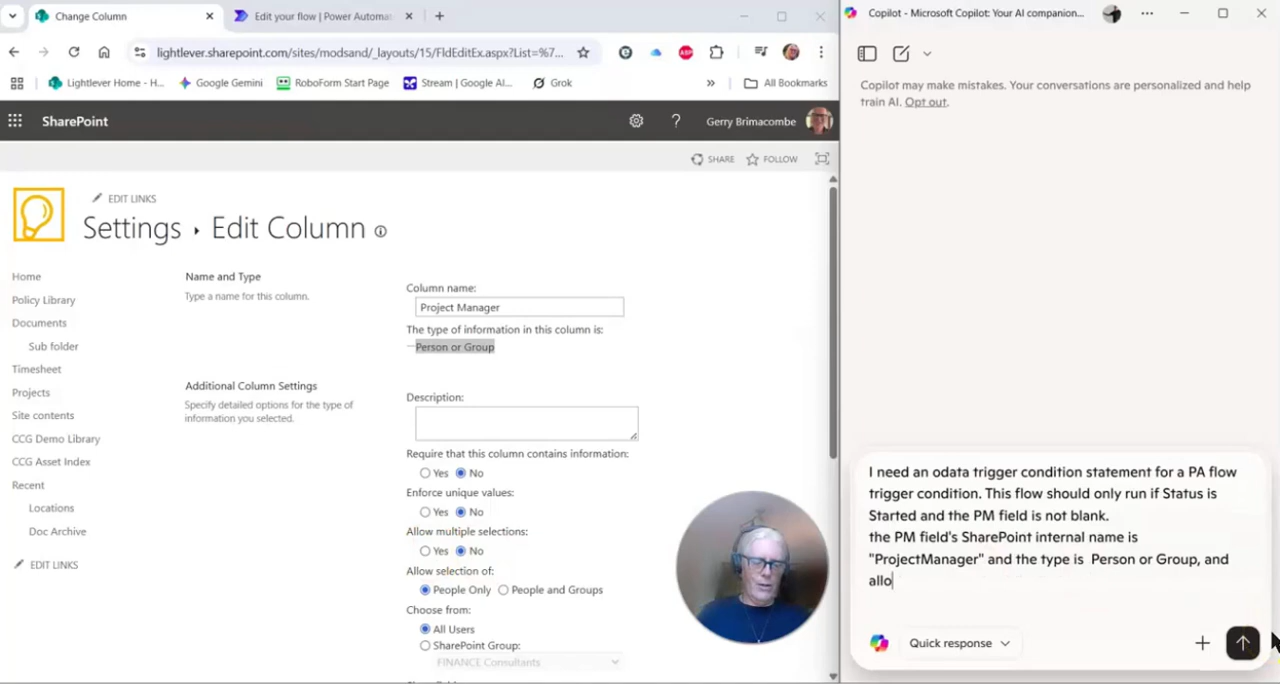 Change Column
Edit your flow | Power Automat
lightlever.sharepoint.com/sites/modsand/_layouts/15/FldEditEx.aspx?List=%7...
ABP
Lightlever Home - H...
Google Gemini
RoboForm Start Page
Stream | Google AI...
Grok
»
All Bookmarks
SharePoint
?
Gerry Brimacombe
SHARE
FOLLOW
EDIT LINKS
Settings › Edit Column
Home
Policy Library
Documents
Sub folder
Timesheet
Projects
Site contents
CCG Demo Library
CCG Asset Index
Recent
Locations
Doc Archive
EDIT LINKS
Name and Type
Type a name for this column.
Column name:
Project Manager
The type of information in this column is:
Person or Group
Additional Column Settings
Specify detailed options for the type of
information you selected.
Description:
Require that this column contains information:
Yes No
Enforce unique values:
Yes No
Allow multiple selections:
Yes No
Allow selection of:
People Only People and Groups
Choose from:
All Users
SharePoint Group:
FINANCE Consultants
Copilot - Microsoft Copilot: Your AI companion...
Copilot may make mistakes. Your conversations are personalized and help
train AI. Opt out.
I need an odata trigger condition statement for a PA flow
trigger condition. This flow should only run if Status is
Started and the PM field is not blank.
the PM field's SharePoint internal name is
"ProjectManager" and the type is Person or Group, and
allo
Quick response